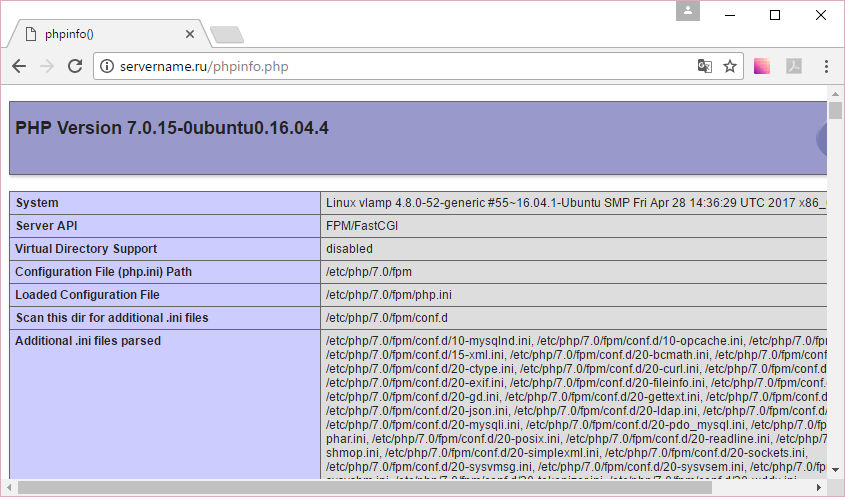 phpinfo()
servername.ru/phpinfo.php
PHP Version 7.0.15-0ubuntu0.16.04.4
System Linux vlamp 4.8.0-52-generic #55~16.04.1-Ubuntu SMP Fri Apr 28 14:36:29 UTC 2017
Server API FPM/FastCGI
Virtual Directory Support disabled
Configuration File (php.ini) Path /etc/php/7.0/fpm
Loaded Configuration File /etc/php/7.0/fpm/php.ini
Scan this dir for additional .ini files /etc/php/7.0/fpm/conf.d
Additional .ini files parsed /etc/php/7.0/fpm/conf.d/10-mysqlnd.ini, /etc/php/7.0/fpm/conf.d/10-opcache.ini, /etc/php/7.0/fpm
/etc/php/7.0/fpm/conf.d/15-xml.ini, /etc/php/7.0/fpm/conf.d/20-bcmath.ini, /etc/php/7.0/fpm/conf.
/etc/php/7.0/fpm/conf.d/20-ctype.ini, /etc/php/7.0/fpm/conf.d/20-curl.ini, /etc/php/7.0/fpm/conf.d
/etc/php/7.0/fpm/conf.d/20-exif.ini, /etc/php/7.0/fpm/conf.d/20-fileinfo.ini, /etc/php/7.0/fpm/conf.
/etc/php/7.0/fpm/conf.d/20-gd.ini, /etc/php/7.0/fpm/conf.d/20-gettext.ini, /etc/php/7.0/fpm/conf.d
/etc/php/7.0/fpm/conf.d/20-json.ini, /etc/php/7.0/fpm/conf.d/20-ldap.ini, /etc/php/7.0/fpm/conf.d/
/etc/php/7.0/fpm/conf.d/20-mysqli.ini, /etc/php/7.0/fpm/conf.d/20-pdo_mysql.ini, /etc/php/7.0/fp
phar.ini, /etc/php/7.0/fpm/conf.d/20-posix.ini, /etc/php/7.0/fpm/conf.d/20-readline.ini, /etc/php/7.
shmop.ini, /etc/php/7.0/fpm/conf.d/20-simplexml.ini, /etc/php/7.0/fpm/conf.d/20-sockets.ini,
/etc/php/7.0/fpm/conf.d/20-sysvmsg.ini, /etc/php/7.0/fpm/conf.d/20-sysvsem.ini, /etc/php/7.0/fp